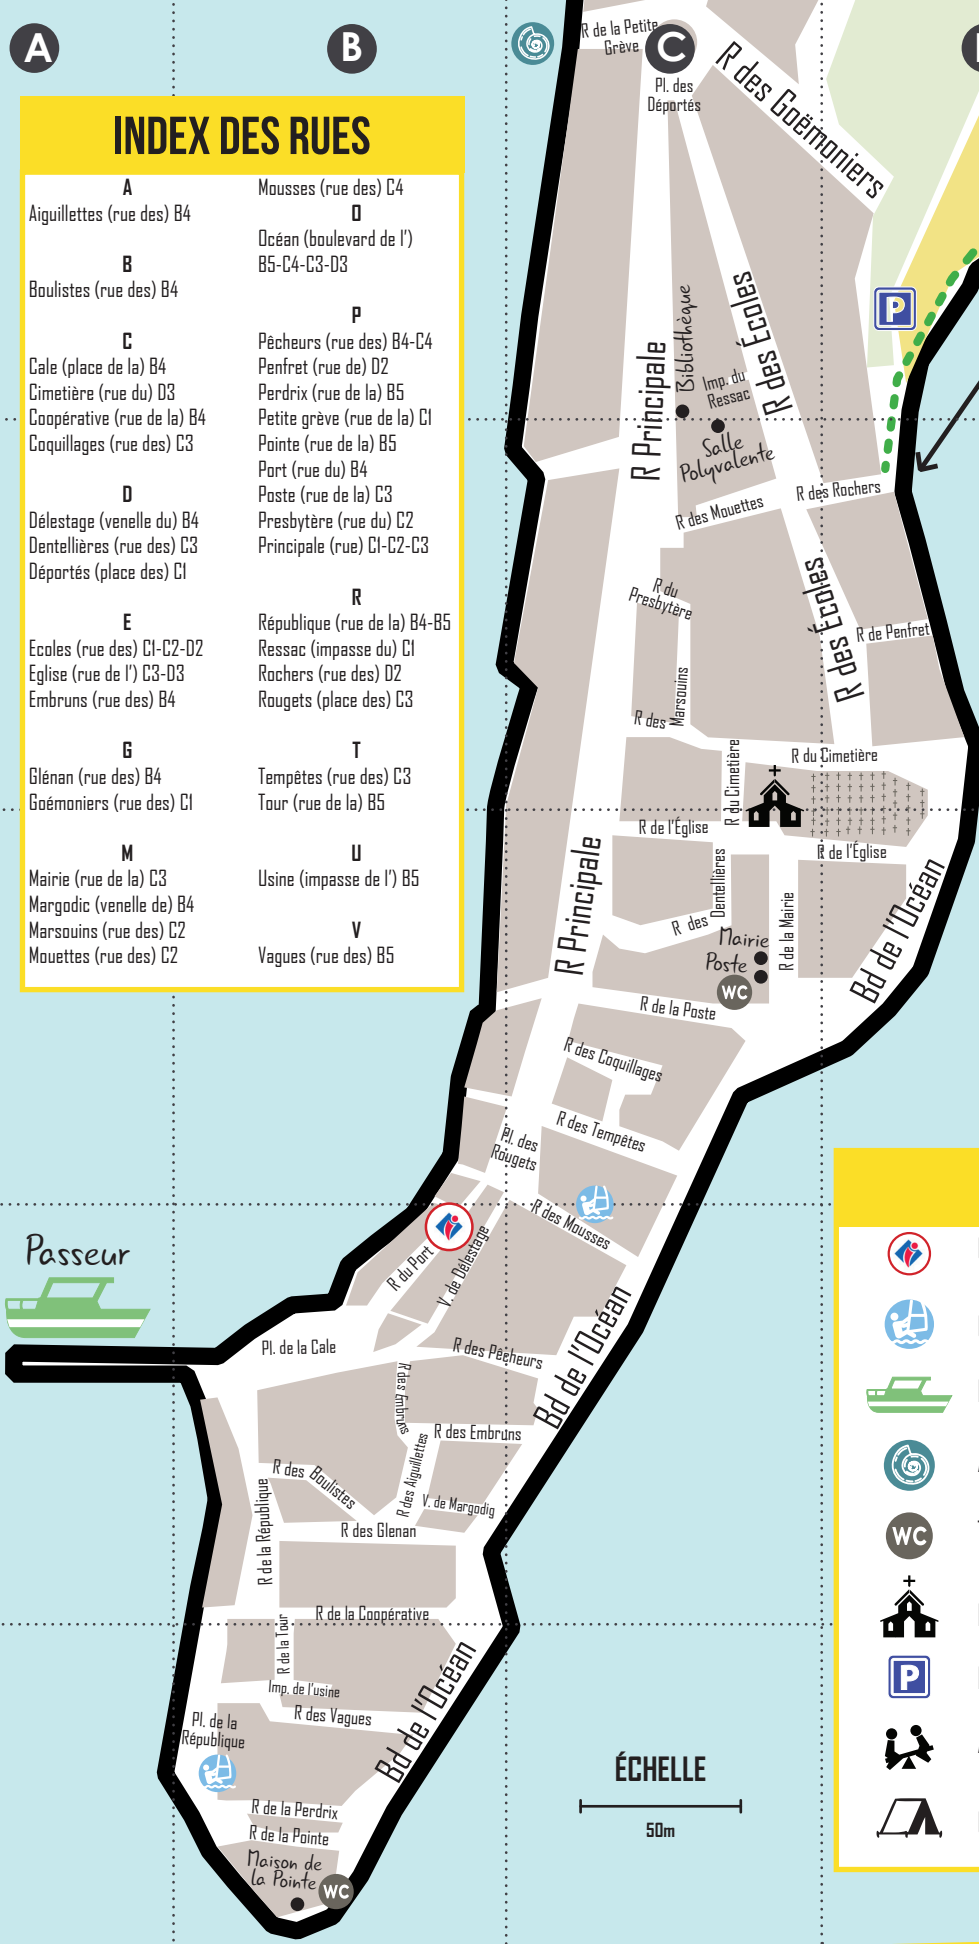 A
B
C
INDEX DES RUES
A
Aiguillettes (rue des) B4
B
Boulistes (rue des) B4
C
Cale (place de la) B4
Cimetière (rue du) D3
Coopérative (rue de la) B4
Coquillages (rue des) C3
D
Délestage (venelle du) B4
Dentellières (rue des) C3
Déportés (place des) C1
E
Ecoles (rue des) C1-C2-D2
Eglise (rue de l') C3-D3
Embruns (rue des) B4
G
Glénan (rue des) B4
Goémoniers (rue des) C1
M
Mairie (rue de la) C3
Margodic (venelle de) B4
Marsouins (rue des) C2
Mouettes (rue des) C2
Mousses (rue des) C4
O
Océan (boulevard de l')
B5-C4-C3-D3
P
Pêcheurs (rue des) B4-C4
Penfret (rue de) D2
Perdrix (rue de la) B5
Petite grève (rue de la) C1
Pointe (rue de la) B5
Port (rue du) B4
Poste (rue de la) C3
Presbytère (rue du) C2
Principale (rue) C1-C2-C3
R
République (rue de la) B4-B5
Ressac (impasse du) C1
Rochers (rue des) D2
Rougets (place des) C3
T
Tempêtes (rue des) C3
Tour (rue de la) B5
U
Usine (impasse de l') B5
V
Vagues (rue des) B5
R de la Petite
Grève
Pl. des
Déportés
R des Goëmoniers
P
R des Écoles
Bibliothèque
R Principale
Imp. du
Ressac
Salle
Polyvalente
R des Mouettes
R des Rochers
R du
Presbytère
R des Écoles
R de Penfret
R des Marsouins
R du Cimetière
R du Cimetière
R de l'Église
R de l'Église
R Principale
R des Dentellières
Mairie
Poste
WC
R de la Mairie
Bd de l'Océan
R de la Poste
R des Coquillages
R des Tempêtes
Pl. des
Rougets
R des Mousses
R du Port
V. de Délestage
Passeur
Pl. de la Cale
R des Pêcheurs
Bd de l'Océan
R des Embruns
R des Embruns
R des Aiguillettes
R des Boulistes
V. de Margodig
R des Glenan
R de la République
R de la Coopérative
R de la Tour
Imp. de l'usine
R des Vagues
Bd de l'Océan
Pl. de la
République
R de la Perdrix
R de la Pointe
Maison de
la Pointe
WC
ÉCHELLE
50m
WC
P